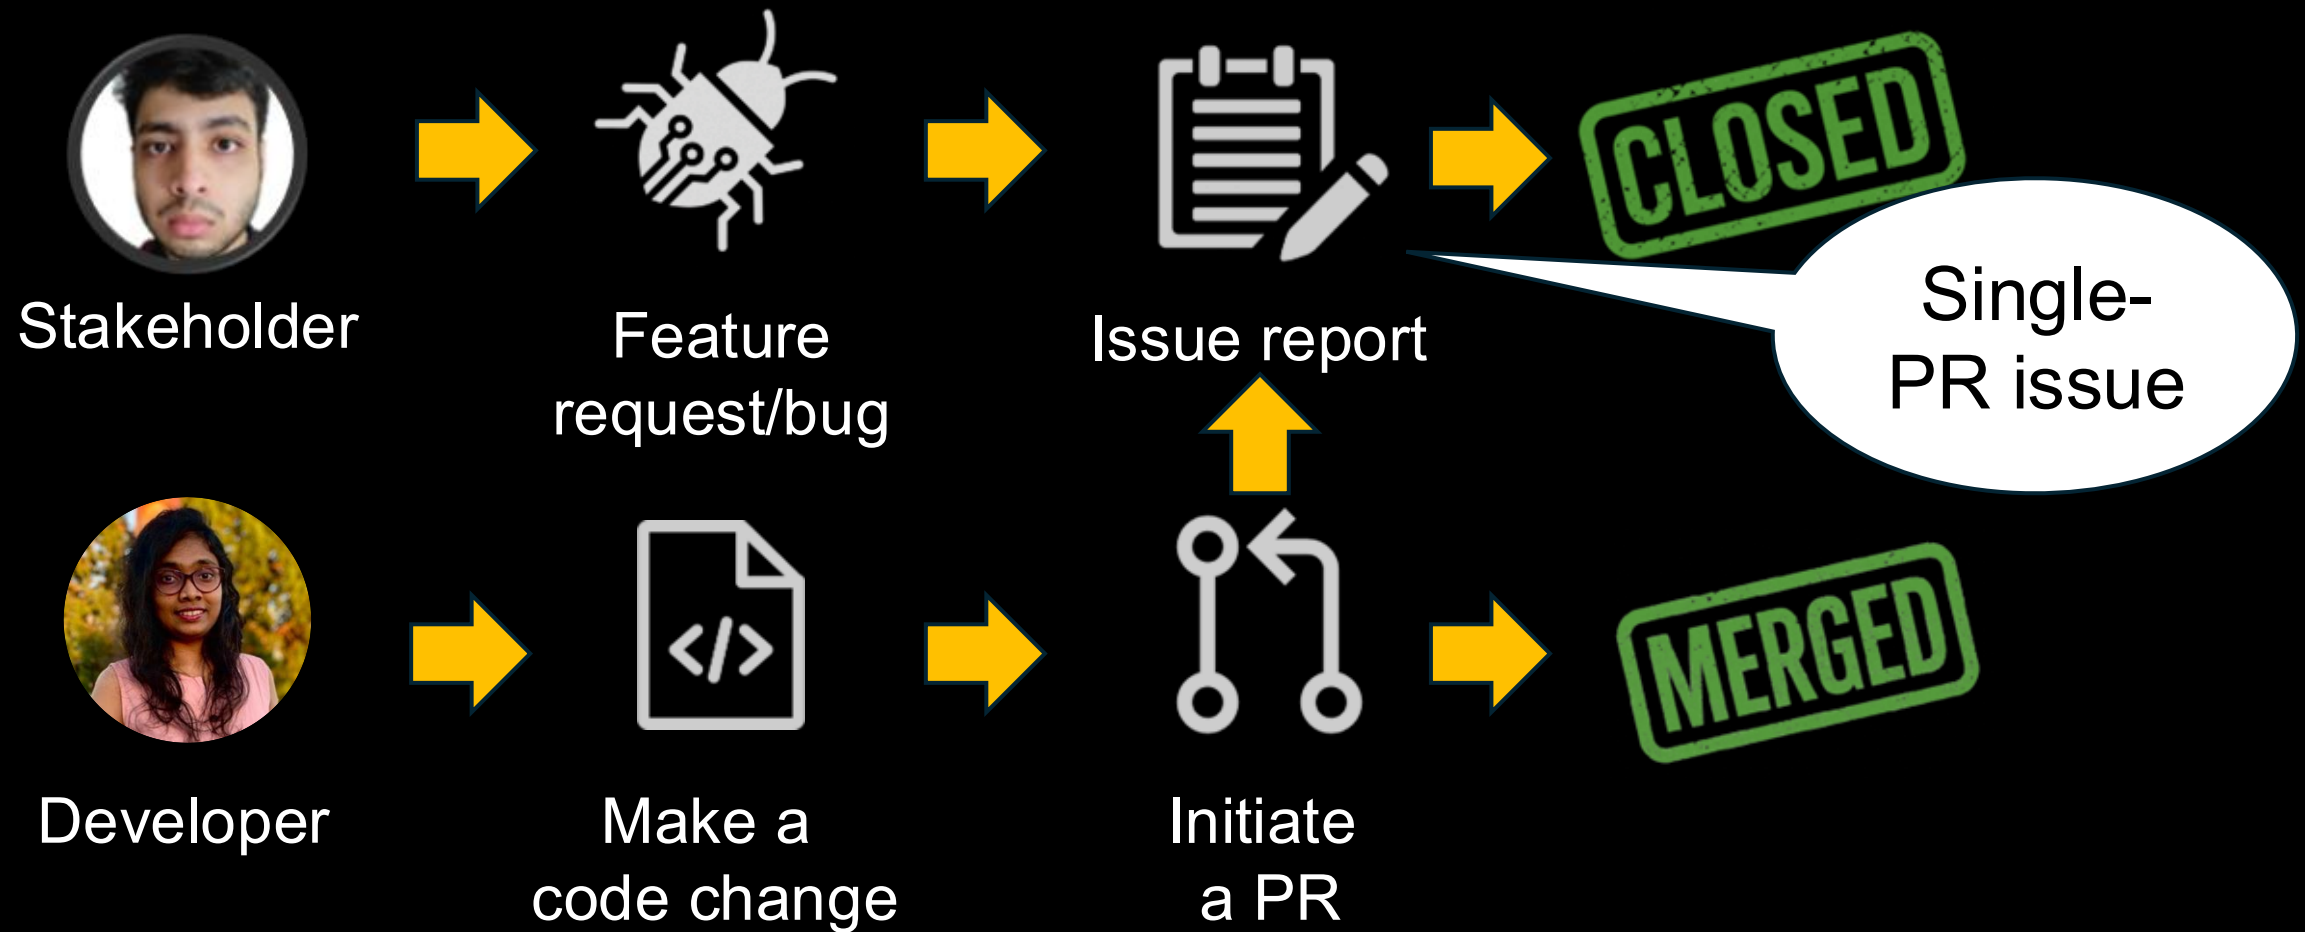 CLOSED
Stakeholder
Feature
request/bug
Issue report
Single-
PR issue
</>
MERGED
Developer
Make a
code change
Initiate
a PR